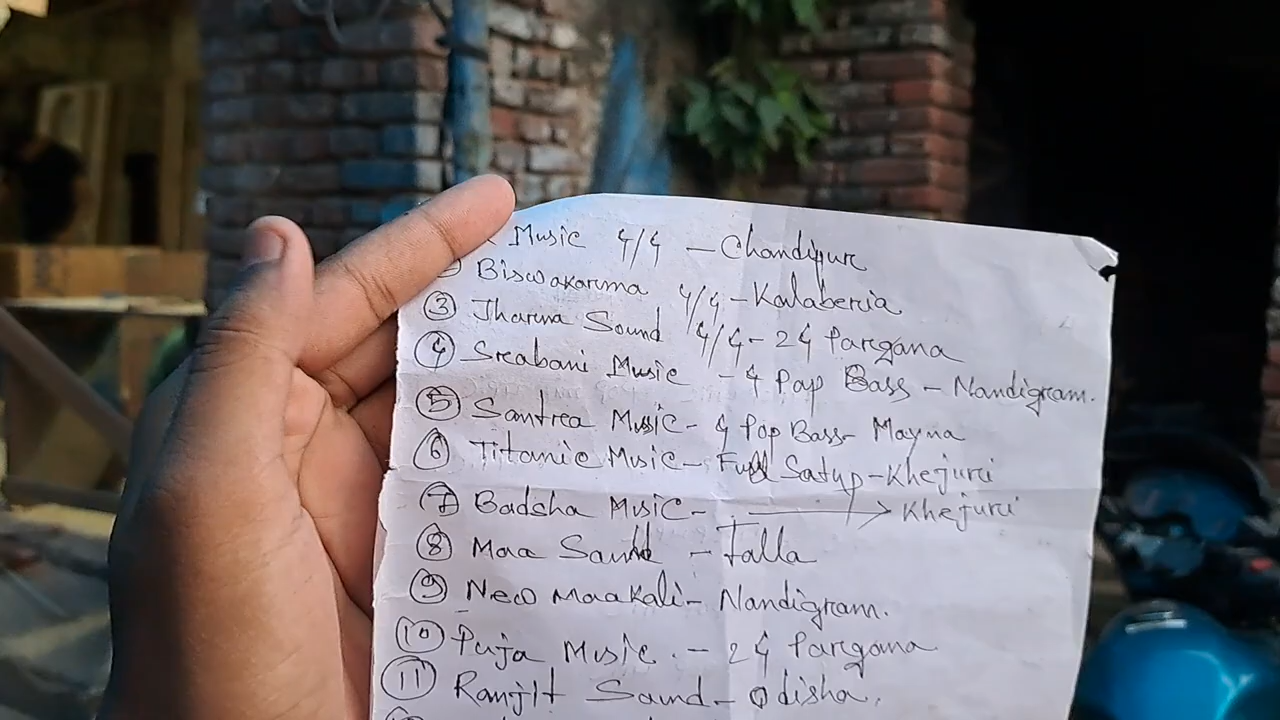 Music 4/4 - Chandipur
Biswakarma 4/4 - Kalaberia
③ Jharna Sound 4/4 - 24 Pargana
④ Sreabani Music - 4 Pop Bass - Nandigram.
⑤ Santrea Music - 4 Pop Bass - Mayna
⑥ Titanic Music - Full Satup - Khejuri
⑦ Badsha Music - → Khejuri
⑧ Maa Sound - Talla
⑨ New Maakali - Nandigram.
⑩ Puja Music. - 24 Pargana
⑪ Ranjit Sound - Odisha.